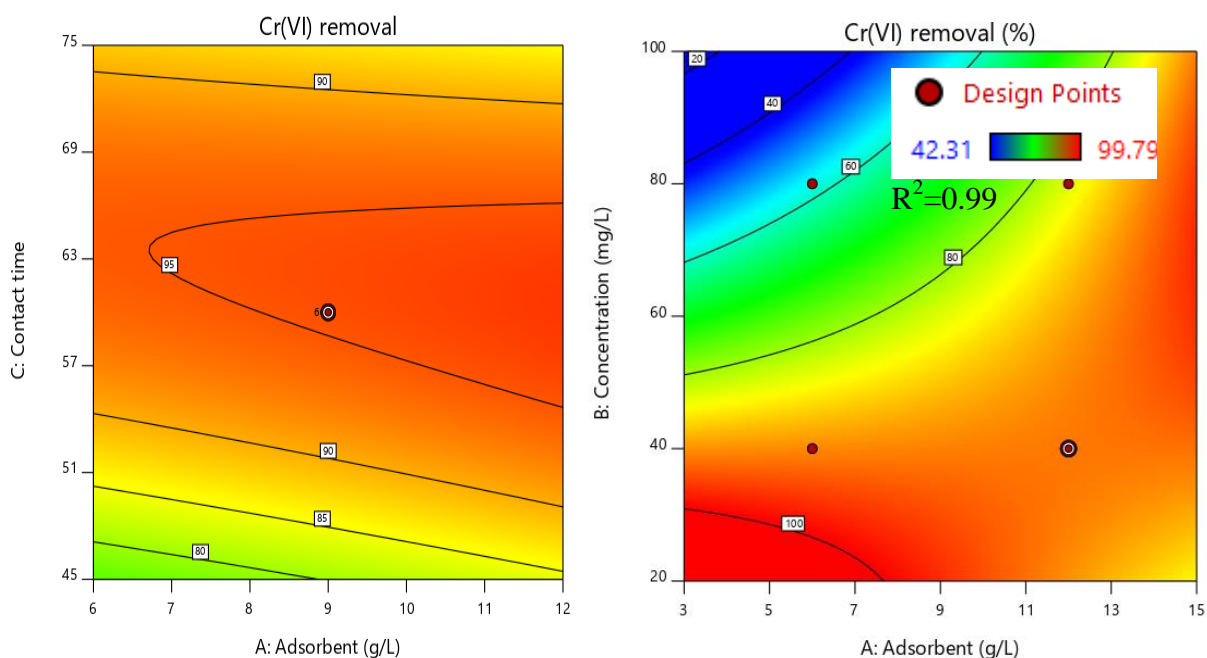 Cr(VI) removal
75
69
63
57
51
45
C: Contact time
90
95
6
90
85
80
6 7 8 9 10 11 12
A: Adsorbent (g/L)
Cr(VI) removal (%)
100
80
60
40
20
B: Concentration (mg/L)
20
40
60
80
100
Design Points
42.31 99.79
R²=0.99
3 5 7 9 11 13 15
A: Adsorbent (g/L)